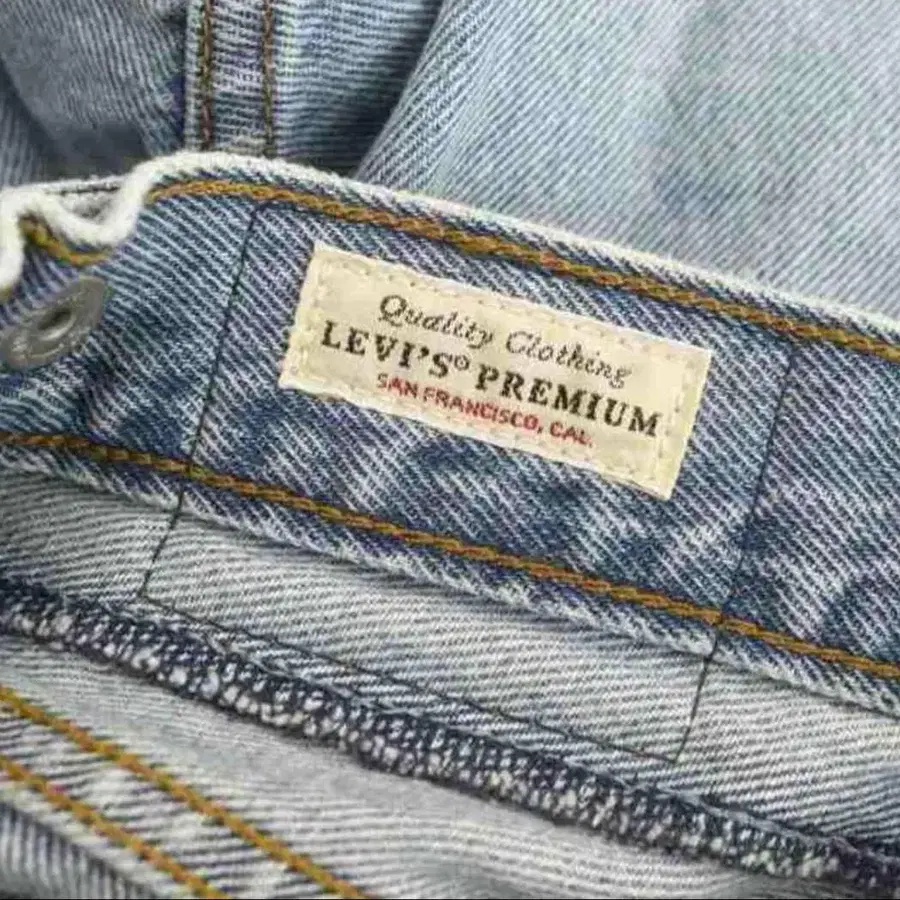 Quality Clothing
LEVI'S® PREMIUM
SAN FRANCISCO, CAL.